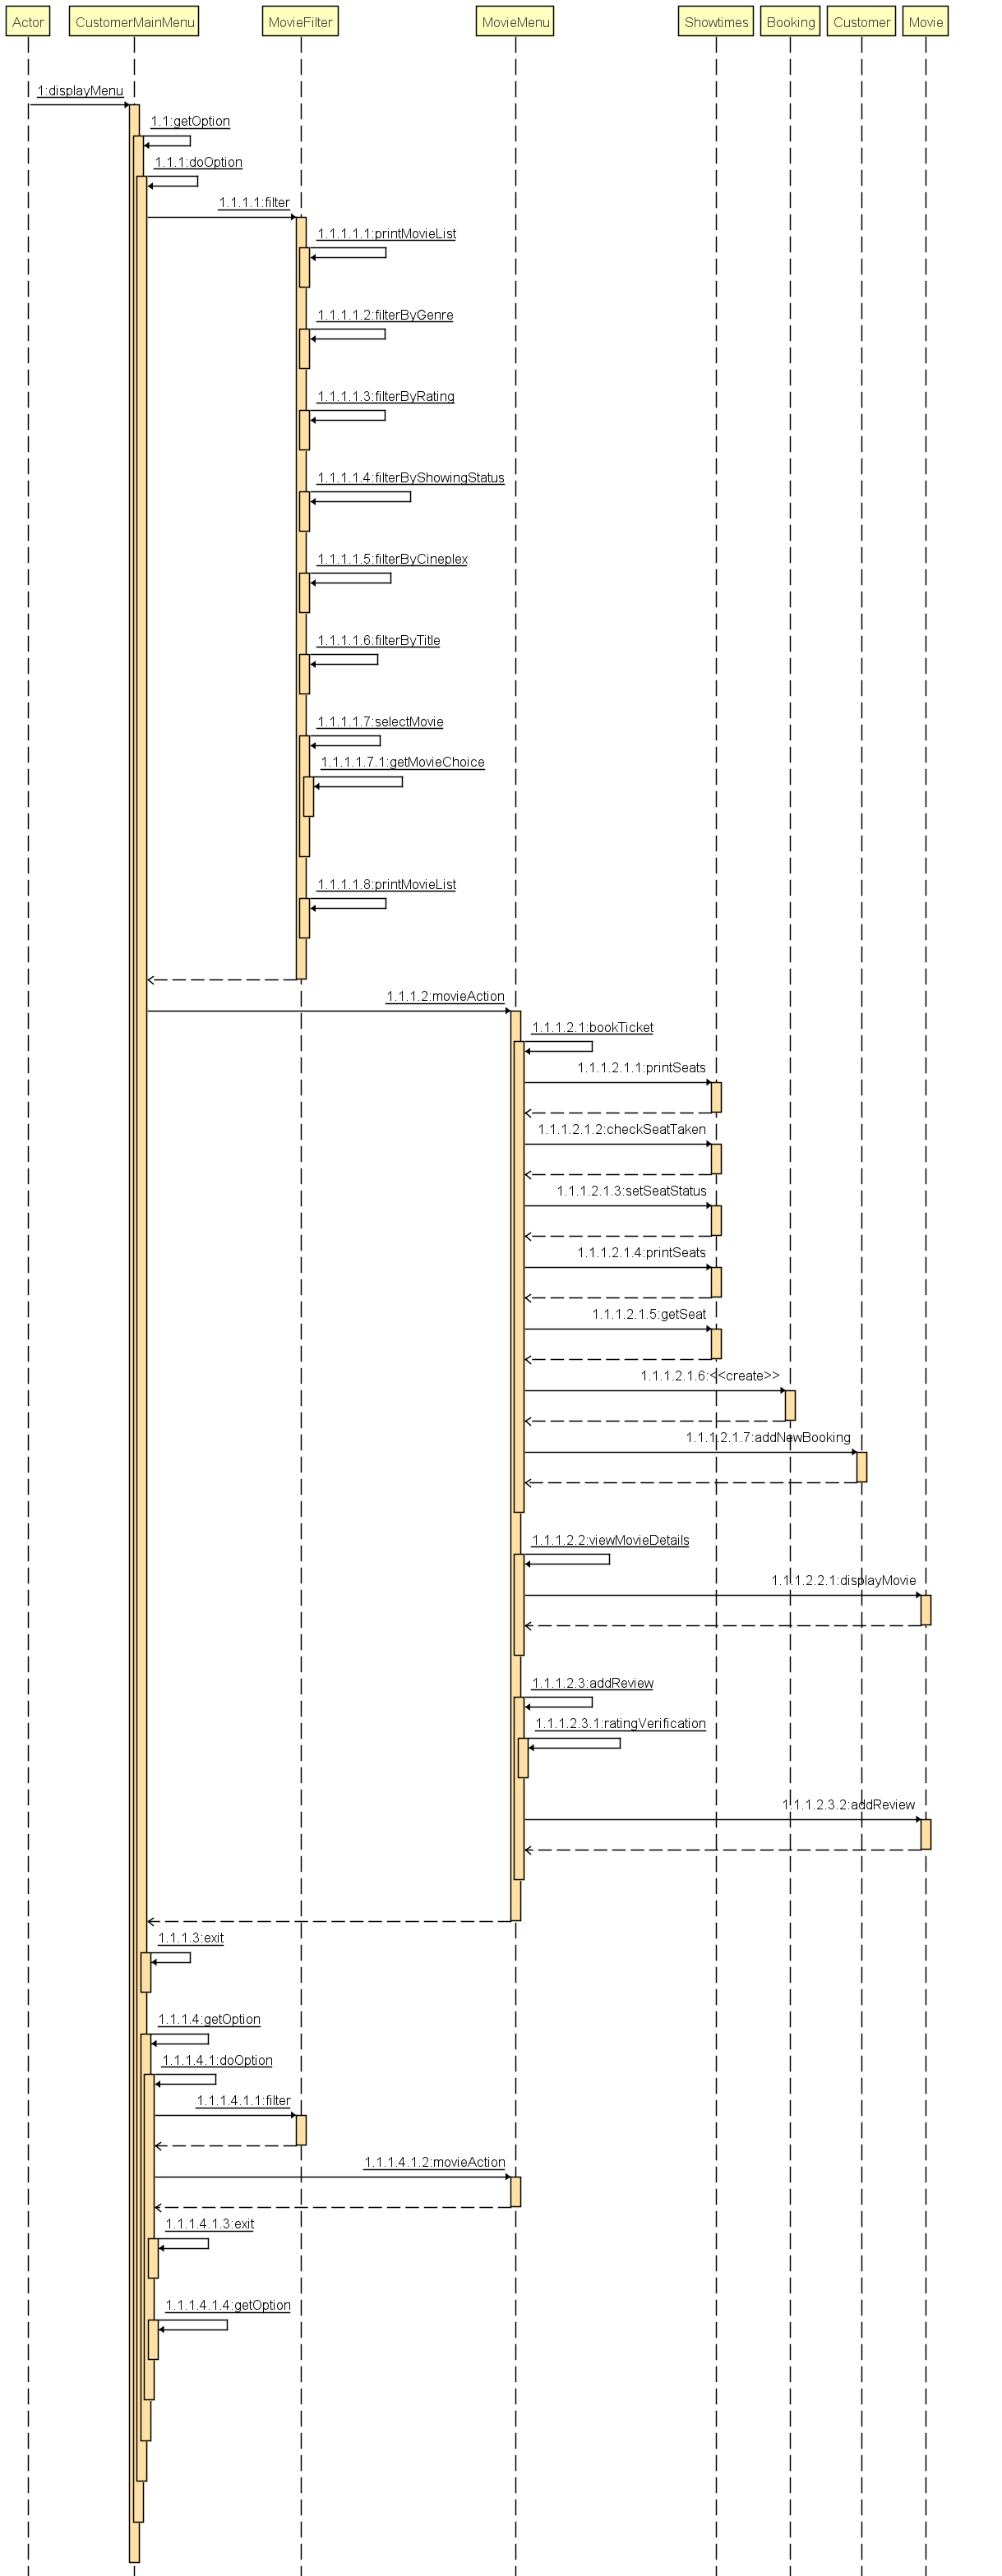 Actor CustomerMainMenu MovieFilter MovieMenu Showtimes Booking Customer Movie
1:displayMenu
1.1:getOption
1.1.1:doOption
1.1.1.1:filter
1.1.1.1.1:printMovieList
1.1.1.1.2:filterByGenre
1.1.1.1.3:filterByRating
1.1.1.1.4:filterByShowingStatus
1.1.1.1.5:filterByCineplex
1.1.1.1.6:filterByTitle
1.1.1.1.7:selectMovie
1.1.1.1.7.1:getMovieChoice
1.1.1.1.8:printMovieList
1.1.1.2:movieAction
1.1.1.2.1:bookTicket
1.1.1.2.1.1:printSeats
1.1.1.2.1.2:checkSeatTaken
1.1.1.2.1.3:setSeatStatus
1.1.1.2.1.4:printSeats
1.1.1.2.1.5:getSeat
1.1.1.2.1.6:<<create>>
1.1.1.2.1.7:addNewBooking
1.1.1.2.2:viewMovieDetails
1.1.1.2.2.1:displayMovie
1.1.1.2.3:addReview
1.1.1.2.3.1:ratingVerification
1.1.1.2.3.2:addReview
1.1.1.3:exit
1.1.1.4:getOption
1.1.1.4.1:doOption
1.1.1.4.1.1:filter
1.1.1.4.1.2:movieAction
1.1.1.4.1.3:exit
1.1.1.4.1.4:getOption